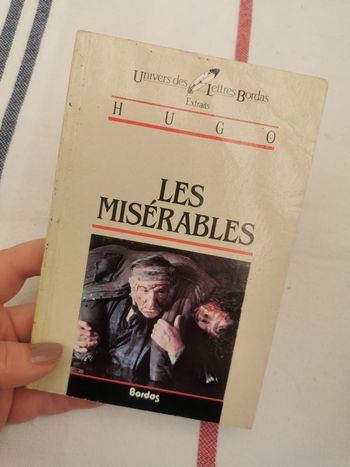 Univers des Lettres Bordas
Extraits
HUGO
LES
MISÉRABLES
Bordas